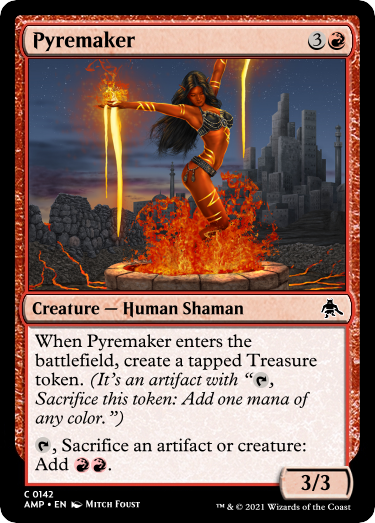 Pyremaker 3
Creature — Human Shaman
When Pyremaker enters the
battlefield, create a tapped Treasure
token. (It's an artifact with “,
Sacrifice this token: Add one mana of
any color.”)
, Sacrifice an artifact or creature:
Add .
3/3
C 0142
AMP • EN Mitch Foust
™ & © 2021 Wizards of the Coast